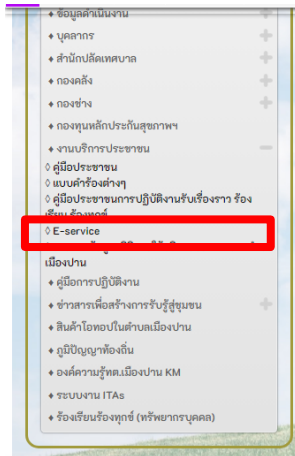 ♦ ข้อมูลดำเนินงาน
♦ บุคลากร
♦ สำนักปลัดเทศบาล
♦ กองคลัง
♦ กองช่าง
♦ กองทุนหลักประกันสุขภาพฯ
♦ งานบริการประชาชน
◊ คู่มือประชาชน
◊ แบบคำร้องต่างๆ
◊ คู่มือประชาชนการปฏิบัติงานรับเรื่องราว ร้อง
เรียน ร้องทุกข์
◊ E-service
เมืองปาน
♦ คู่มือการปฏิบัติงาน
♦ ข่าวสารเพื่อสร้างการรับรู้สู่ชุมชน
♦ สินค้าโอทอปในตำบลเมืองปาน
♦ ภูมิปัญญาท้องถิ่น
♦ องค์ความรู้ทต.เมืองปาน KM
♦ ระบบงาน ITAs
♦ ร้องเรียนร้องทุกข์ (ทรัพยากรบุคคล)